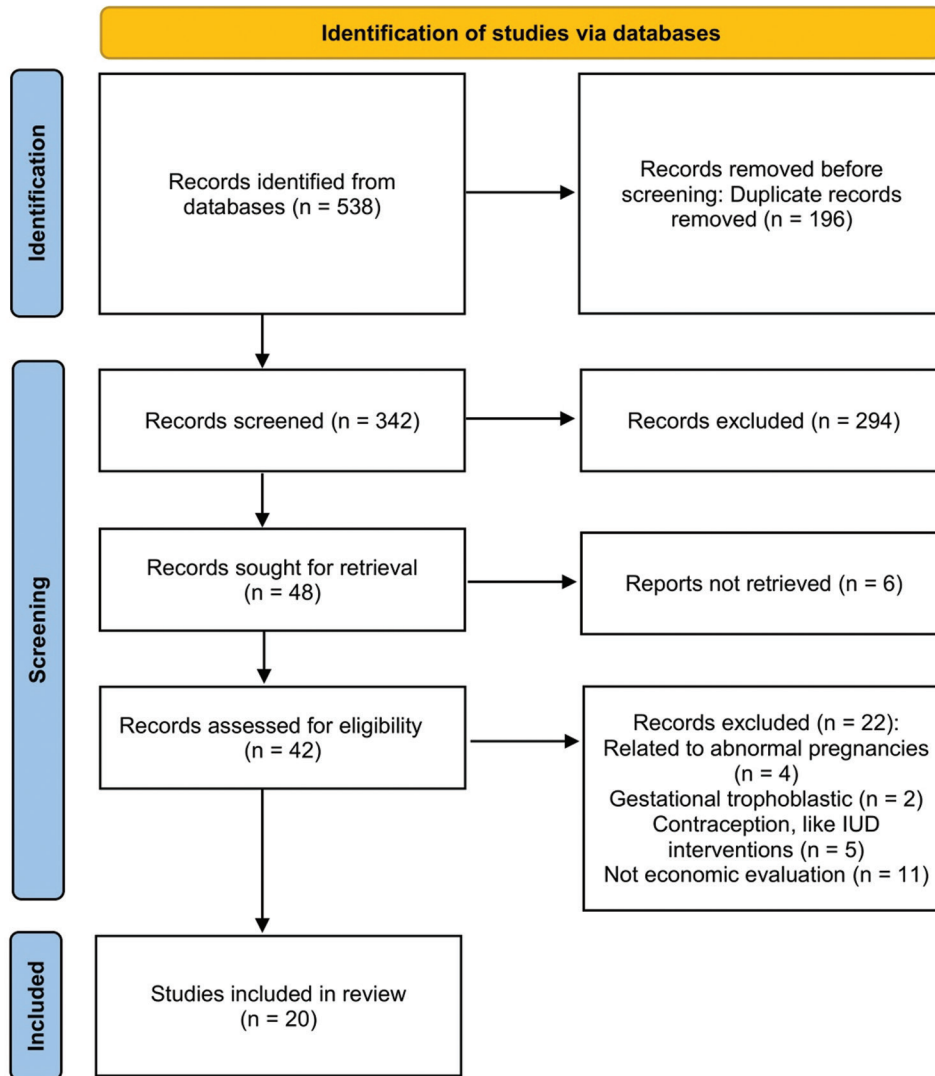 Identification of studies via databases
Identification
Records identified from
databases (n = 538)
Records removed before
screening: Duplicate records
removed (n = 196)
Screening
Records screened (n = 342)
Records excluded (n = 294)
Records sought for retrieval
(n = 48)
Reports not retrieved (n = 6)
Records assessed for eligibility
(n = 42)
Records excluded (n = 22):
Related to abnormal pregnancies
(n = 4)
Gestational trophoblastic (n = 2)
Contraception, like IUD
interventions (n = 5)
Not economic evaluation (n = 11)
Included
Studies included in review
(n = 20)